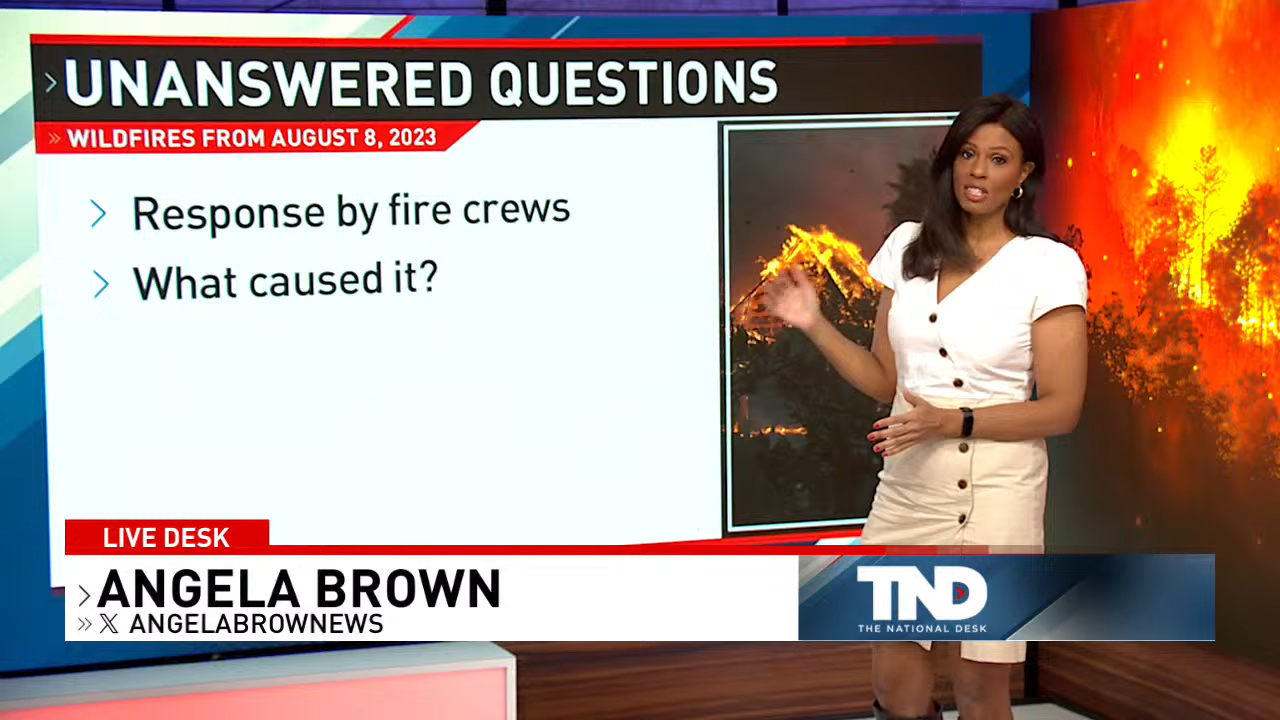 UNANSWERED QUESTIONS
WILDFIRES FROM AUGUST 8, 2023
Response by fire crews
What caused it?
LIVE DESK
ANGELA BROWN
X ANGELABROWNEWS
TND
THE NATIONAL DESK